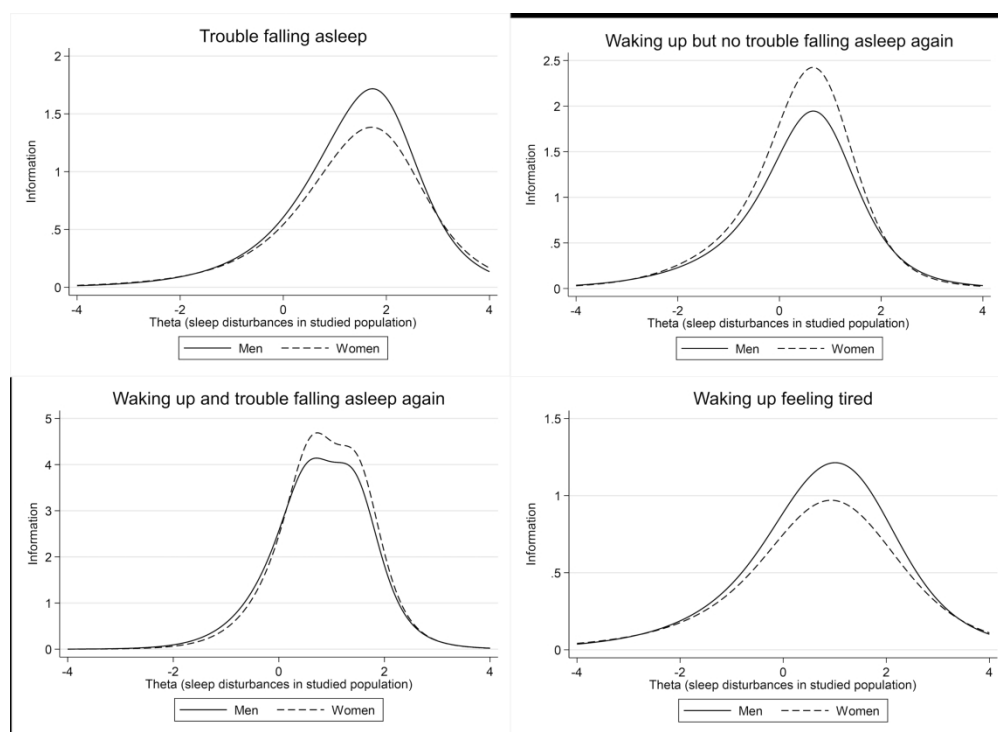 Trouble falling asleep
2
1.5
1
.5
0
Information
-4 -2 0 2 4
Theta (sleep disturbances in studied population)
Men Women
Waking up but no trouble falling asleep again
2.5
2
1.5
1
.5
0
Information
-4 -2 0 2 4
Theta (sleep disturbances in studied population)
Men Women
Waking up and trouble falling asleep again
5
4
3
2
1
0
Information
-4 -2 0 2 4
Theta (sleep disturbances in studied population)
Men Women
Waking up feeling tired
1.5
1
.5
0
Information
-4 -2 0 2 4
Theta (sleep disturbances in studied population)
Men Women